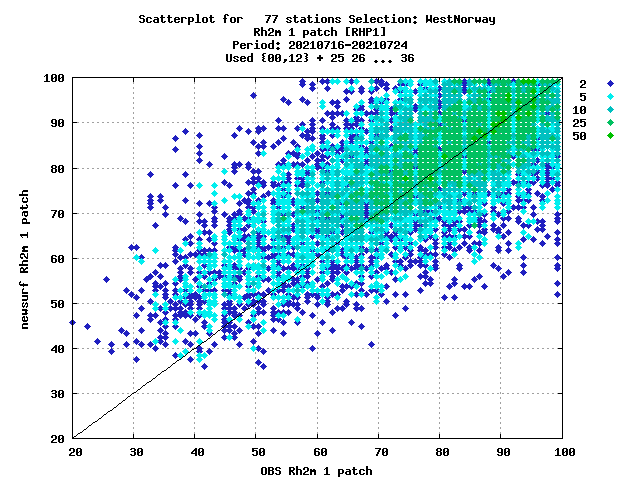 Scatterplot for   77 stations Selection: WestNorway
Rh2m 1 patch [RHP1]
Period: 20210716-20210724
Used {00,12} + 25 26 ... 36
2
5
10
25
50
100
90
80
70
60
50
40
30
20
newsurf Rh2m 1 patch
20 30 40 50 60 70 80 90 100
OBS Rh2m 1 patch